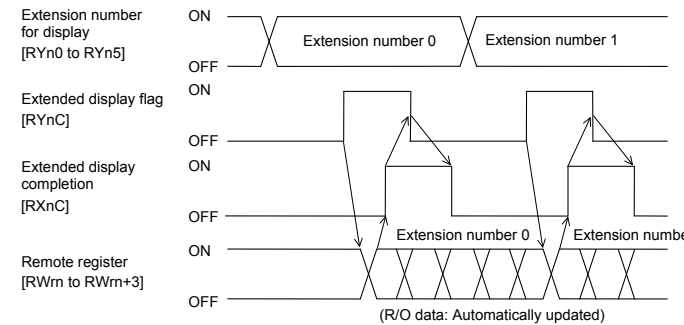 Extension number
for display
[RYn0 to RYn5]
ON
OFF
Extension number 0
Extension number 1
Extended display flag
[RYnC]
ON
OFF
Extended display
completion
[RXnC]
ON
OFF
Remote register
[RWrn to RWrn+3]
ON
OFF
Extension number 0
Extension numbe
(R/O data: Automatically updated)